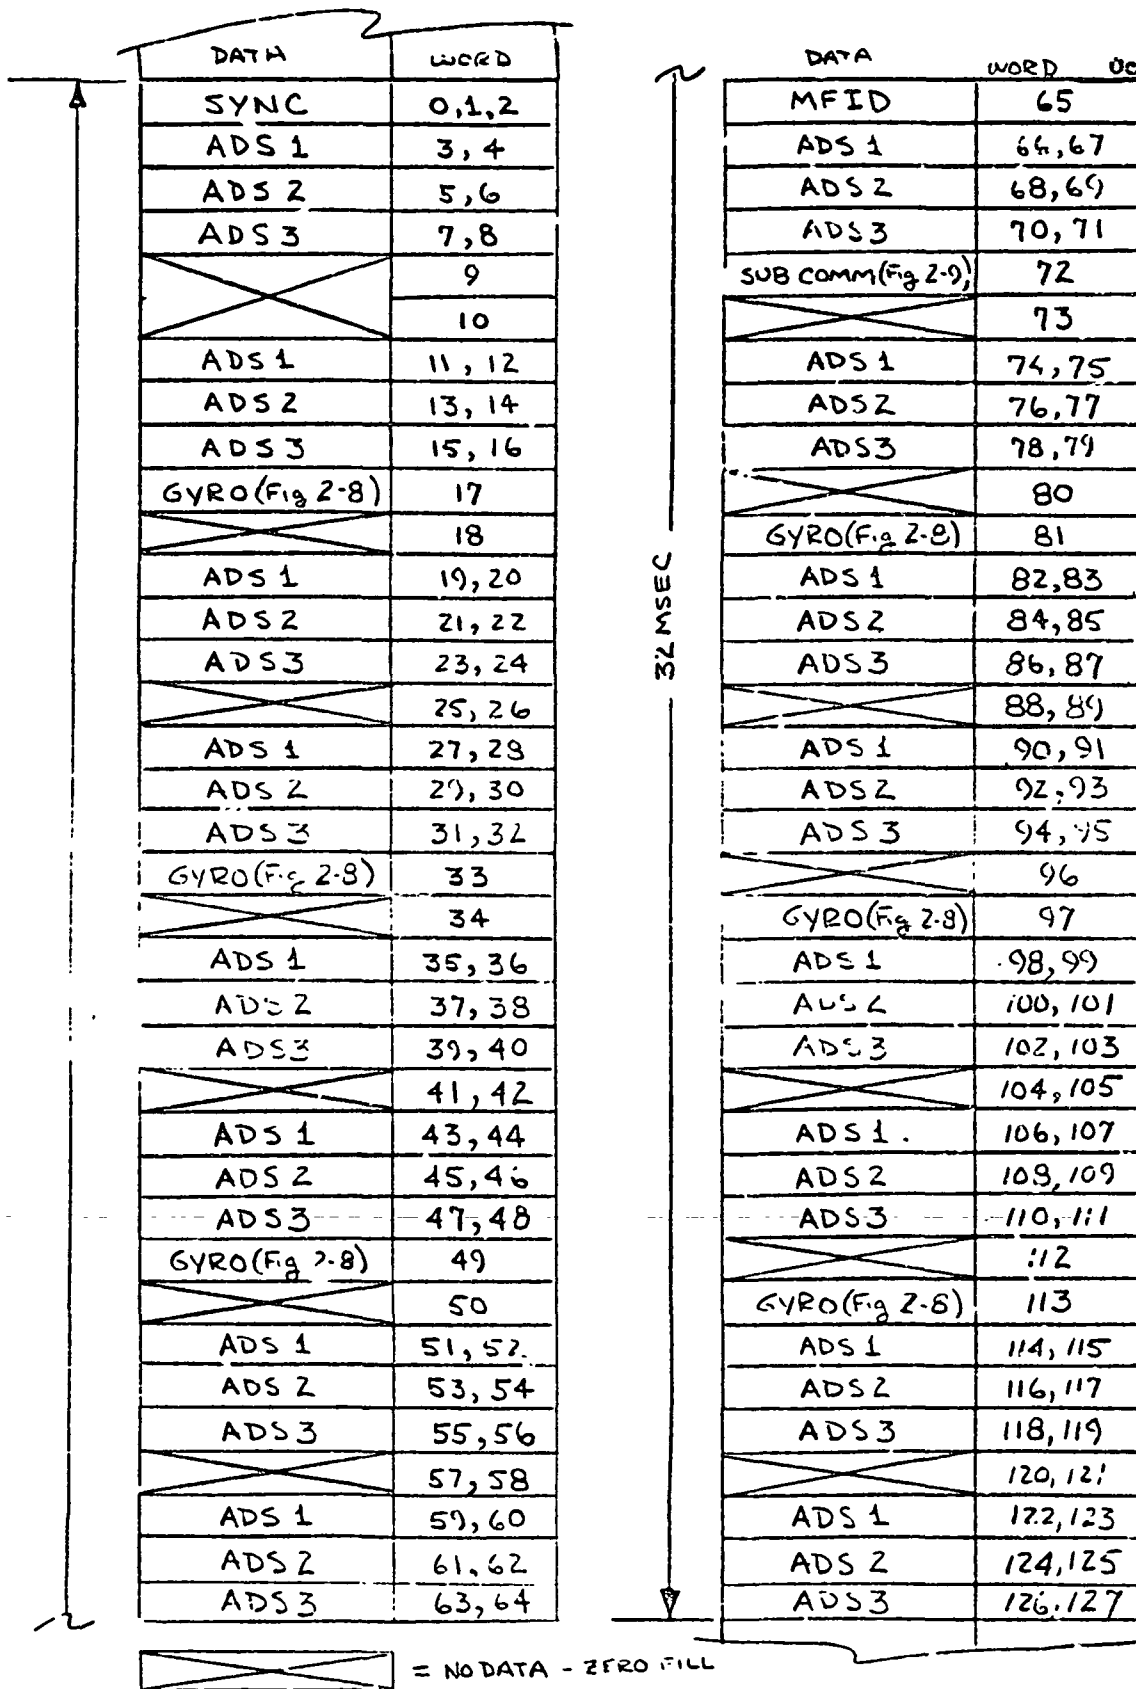 DATA WORD
SYNC 0,1,2
ADS 1 3,4
ADS 2 5,6
ADS 3 7,8
9
10
ADS 1 11,12
ADS 2 13,14
ADS 3 15,16
GYRO (Fig 2-8) 17
18
ADS 1 19,20
ADS 2 21,22
ADS 3 23,24
25,26
ADS 1 27,28
ADS 2 29,30
ADS 3 31,32
GYRO (Fig 2-8) 33
34
ADS 1 35,36
ADS 2 37,38
ADS 3 39,40
41,42
ADS 1 43,44
ADS 2 45,46
ADS 3 47,48
GYRO (Fig 2-8) 49
50
ADS 1 51,52
ADS 2 53,54
ADS 3 55,56
57,58
ADS 1 59,60
ADS 2 61,62
ADS 3 63,64
= NO DATA - ZERO FILL
32 MSEC
DATA WORD
MFID 65
ADS 1 66,67
ADS 2 68,69
ADS 3 70,71
SUB COMM (Fig 2-9) 72
73
ADS 1 74,75
ADS 2 76,77
ADS 3 78,79
80
GYRO (Fig 2-8) 81
ADS 1 82,83
ADS 2 84,85
ADS 3 86,87
88,89
ADS 1 90,91
ADS 2 92,93
ADS 3 94,95
96
GYRO (Fig 2-8) 97
ADS 1 98,99
ADS 2 100,101
ADS 3 102,103
104,105
ADS 1 106,107
ADS 2 108,109
ADS 3 110,111
112
GYRO (Fig 2-8) 113
ADS 1 114,115
ADS 2 116,117
ADS 3 118,119
120,121
ADS 1 122,123
ADS 2 124,125
ADS 3 126,127